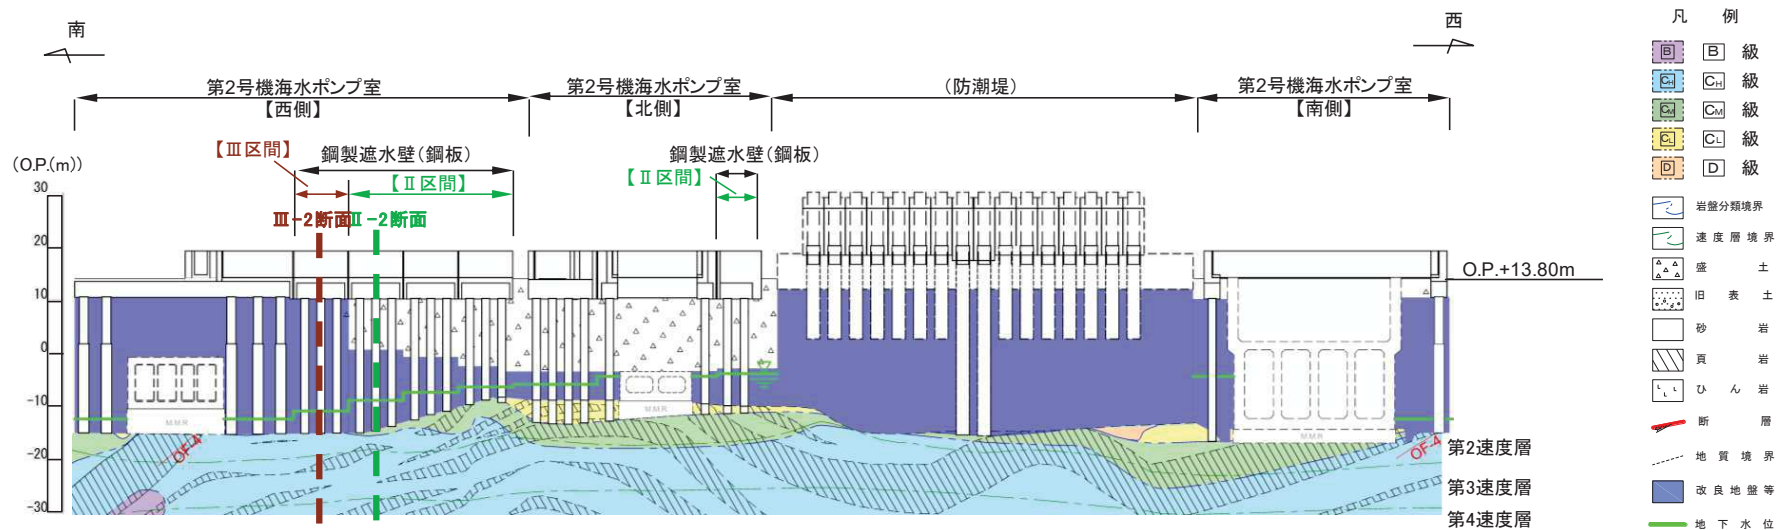 南
西
第2号機海水ポンプ室
【西側】
第2号機海水ポンプ室
【北側】
(防潮堤)
第2号機海水ポンプ室
【南側】
【Ⅲ区間】
鋼製遮水壁(鋼板)
【Ⅱ区間】
鋼製遮水壁(鋼板)
【Ⅱ区間】
Ⅲ-2断面
Ⅱ-2断面
(O.P.(m))
30
20
10
0
-10
-20
-30
O.P.+13.80m
MMR
MMR
MMR
OF-4
OF-4
第2速度層
第3速度層
第4速度層
凡 例
B B 級
CH CH 級
CM CM 級
CL CL 級
D D 級
岩盤分類境界
速度層境界
盛 土
旧 表 土
砂 岩
頁 岩
ひ ん 岩
断 層
地 質 境 界
改 良 地 盤 等
地 下 水 位